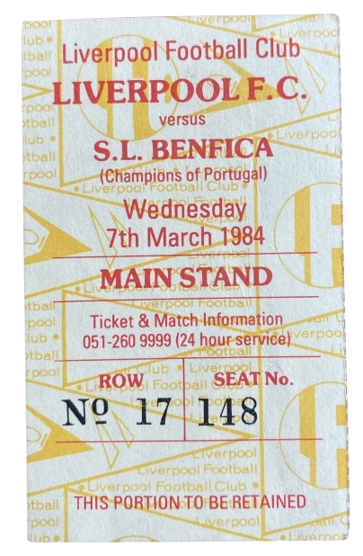 Liverpool Football Club
LIVERPOOL F.C.
versus
S.L. BENFICA
(Champions of Portugal)
Wednesday
7th March 1984
MAIN STAND
Ticket & Match Information
051-260 9999 (24 hour service)
ROW SEAT No.
Nº 17 148
THIS PORTION TO BE RETAINED